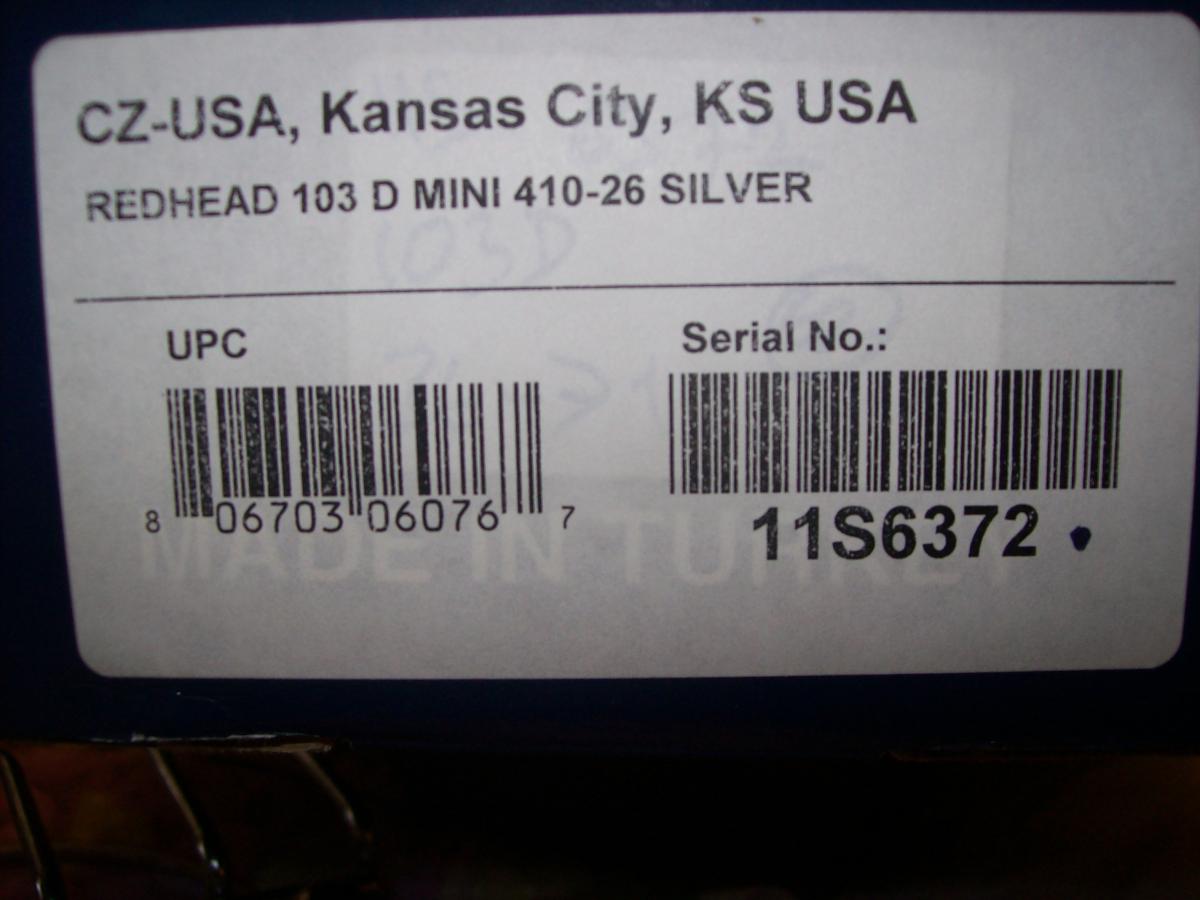 CZ-USA, Kansas City, KS USA
REDHEAD 103 D MINI 410-26 SILVER
103D
UPC
Serial No.:
8 06703 06076 7
11S6372
MADE IN TURKEY